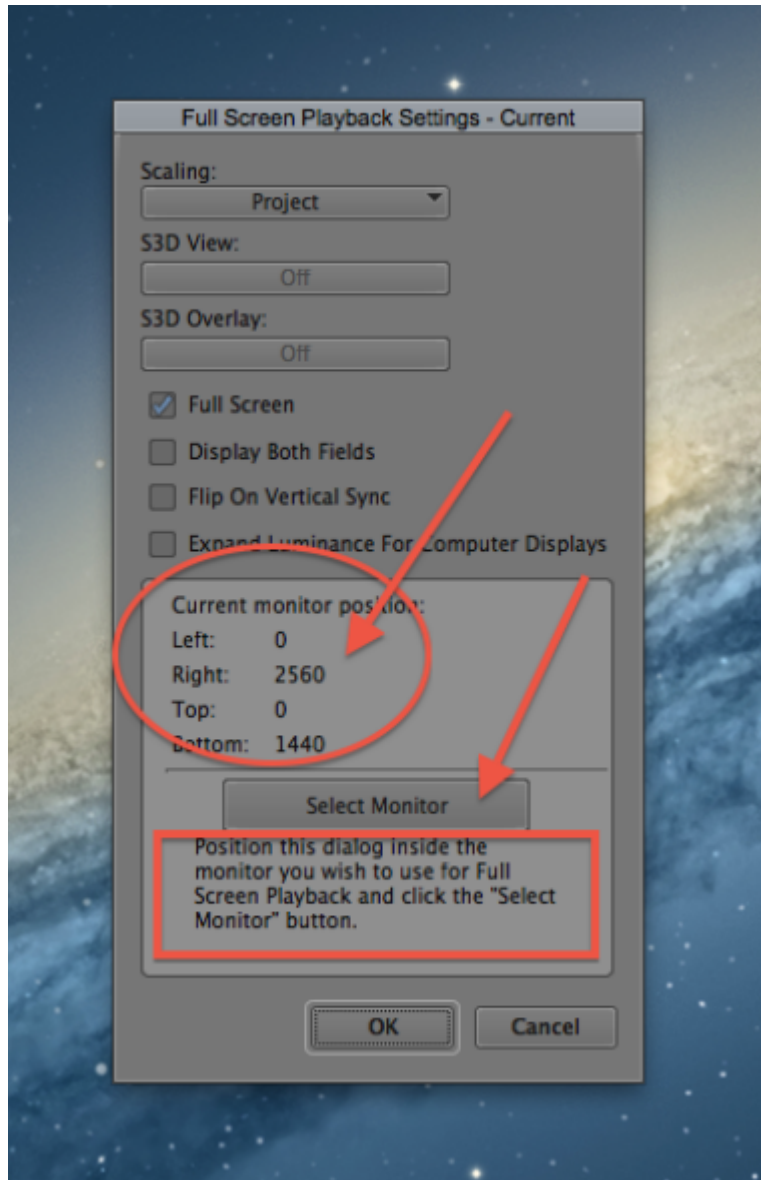 Full Screen Playback Settings - Current
Scaling:
Project
S3D View:
Off
S3D Overlay:
Off
Full Screen
Display Both Fields
Flip On Vertical Sync
Expand Luminance For Computer Displays
Current monitor position:
Left: 0
Right: 2560
Top: 0
Bottom: 1440
Select Monitor
Position this dialog inside the
monitor you wish to use for Full
Screen Playback and click the "Select
Monitor" button.
OK Cancel